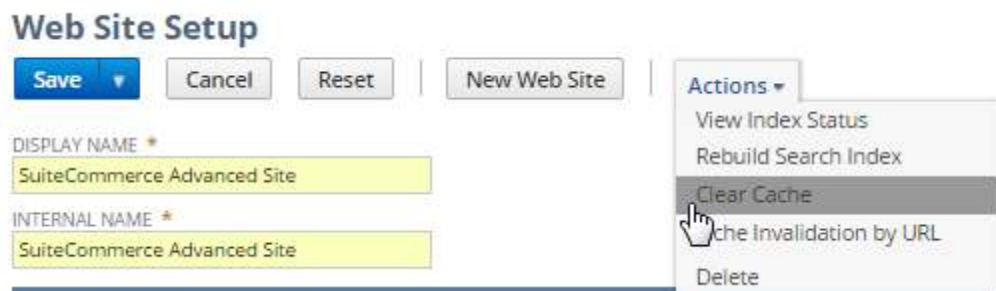 Web Site Setup
Save Cancel Reset New Web Site Actions
View Index Status
DISPLAY NAME *
Rebuild Search Index
SuiteCommerce Advanced Site
Clear Cache
INTERNAL NAME *
che Invalidation by URL
SuiteCommerce Advanced Site
Delete